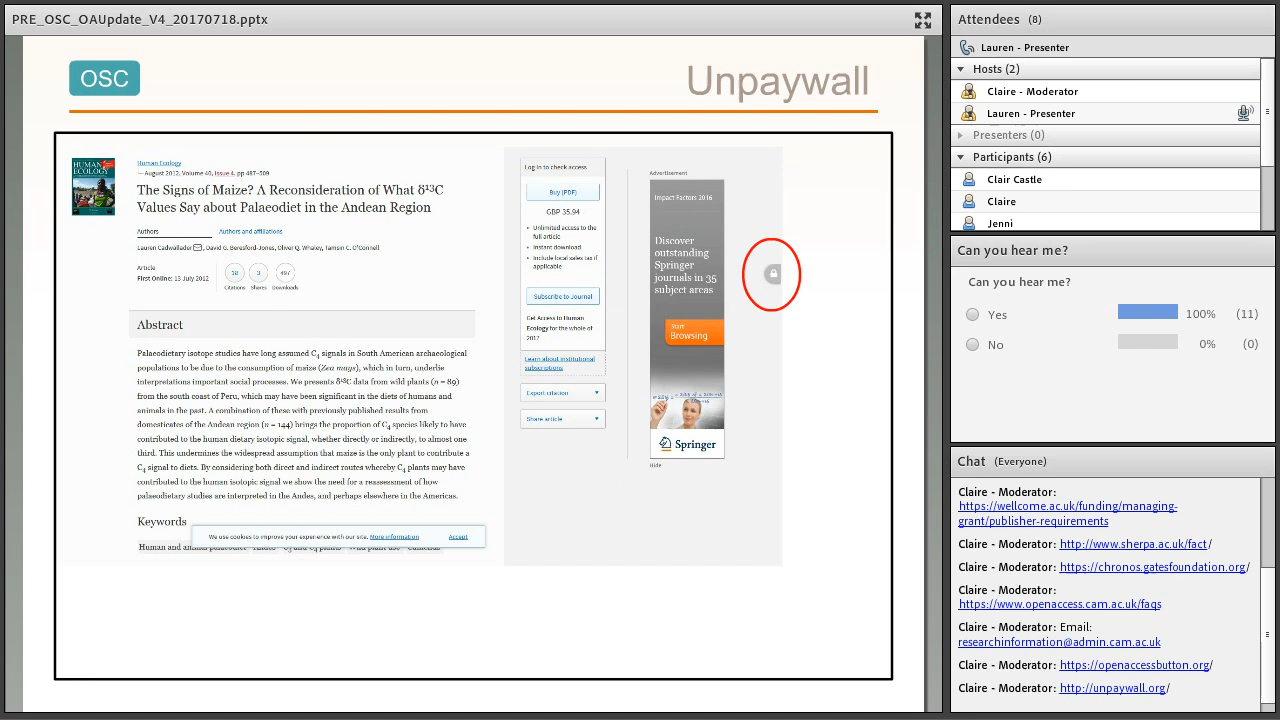 PRE_OSC_OAUpdate_V4_20170718.pptx
OSC
Unpaywall
HUMAN
ECOLOGY
Human Ecology
— August 2012, Volume 40, Issue 4, pp 487–509
The Signs of Maize? A Reconsideration of What δ¹³C
Values Say about Palaeodiet in the Andean Region
Authors
Authors and affiliations
Lauren Cadwallader, David G. Beresford-Jones, Oliver Q. Whaley, Tamsin C. O'Connell
Article
First Online: 13 July 2012
18
3
497
Citations
Shares
Downloads
Abstract
Palaeodietary isotope studies have long assumed C₄ signals in South American archaeological
populations to be due to the consumption of maize (Zea mays), which in turn, underlie
interpretations important social processes. We presents δ¹³C data from wild plants (n = 89)
from the south coast of Peru, which may have been significant in the diets of humans and
animals in the past. A combination of these with previously published results from
domesticates of the Andean region (n = 144) brings the proportion of C₄ species likely to have
contributed to the human dietary isotopic signal, whether directly or indirectly, to almost one
third. This undermines the widespread assumption that maize is the only plant to contribute a
C₄ signal to diets. By considering both direct and indirect routes whereby C₄ plants may have
contributed to the human isotopic signal we show the need for a reassessment of how
palaeodietary studies are interpreted in the Andes, and perhaps elsewhere in the Americas.
Keywords
We use cookies to improve your experience with our site. More information
Accept
Human and animal palaeodiet Andes C₃ and C₄ plants Wild plant use Camelids
Log in to check access
Buy (PDF)
GBP 35.94
• Unlimited access to the
full article
• Instant download
• Include local sales tax if
applicable
Subscribe to Journal
Get Access to Human
Ecology for the whole of
2017
Learn about institutional
subscriptions
Export citation
Share article
Advertisement
Impact Factors 2016
Discover
outstanding
Springer
journals in 35
subject areas
Start
Browsing
Springer
Hide
Attendees (8)
Lauren - Presenter
Hosts (2)
Claire - Moderator
Lauren - Presenter
Presenters (0)
Participants (6)
Clair Castle
Claire
Jenni
Can you hear me?
Can you hear me?
Yes 100% (11)
No 0% (0)
Chat (Everyone)
Claire - Moderator:
https://wellcome.ac.uk/funding/managing-
grant/publisher-requirements
Claire - Moderator: http://www.sherpa.ac.uk/fact/
Claire - Moderator: https://chronos.gatesfoundation.org/
Claire - Moderator:
https://www.openaccess.cam.ac.uk/faqs
Claire - Moderator: Email:
researchinformation@admin.cam.ac.uk
Claire - Moderator: https://openaccessbutton.org/
Claire - Moderator: http://unpaywall.org/